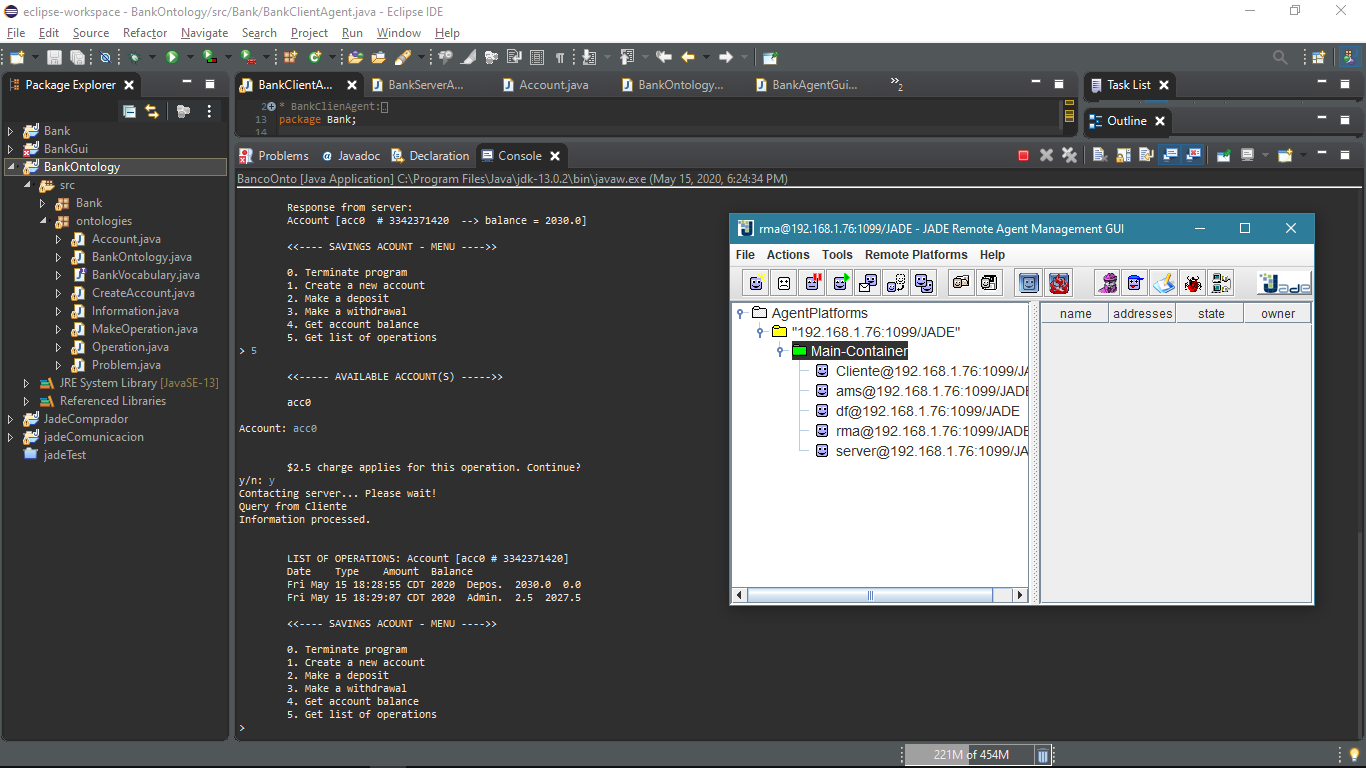 eclipse-workspace - BankOntology/src/Bank/BankClientAgent.java - Eclipse IDE
File Edit Source Refactor Navigate Search Project Run Window Help
Package Explorer
Bank
BankGui
BankOntology
src
Bank
ontologies
Account.java
BankOntology.java
BankVocabulary.java
CreateAccount.java
Information.java
MakeOperation.java
Operation.java
Problem.java
JRE System Library [JavaSE-13]
Referenced Libraries
JadeComprador
jadeComunicacion
jadeTest
BankClientA... BankServerA... Account.java BankOntology... BankAgentGui... »2
2 * BankClienAgent:
13 package Bank;
14
Task List
Outline
Problems Javadoc Declaration Console
BancoOnto [Java Application] C:\Program Files\Java\jdk-13.0.2\bin\javaw.exe (May 15, 2020, 6:24:34 PM)
Response from server:
Account [acc0 # 3342371420 --> balance = 2030.0]
<<---- SAVINGS ACOUNT - MENU ---->>
0. Terminate program
1. Create a new account
2. Make a deposit
3. Make a withdrawal
4. Get account balance
5. Get list of operations
> 5
<<----- AVAILABLE ACCOUNT(S) ----->>
acc0
Account: acc0
$2.5 charge applies for this operation. Continue?
y/n: y
Contacting server... Please wait!
Query from Cliente
Information processed.
LIST OF OPERATIONS: Account [acc0 # 3342371420]
Date Type Amount Balance
Fri May 15 18:28:55 CDT 2020 Depos. 2030.0 0.0
Fri May 15 18:29:07 CDT 2020 Admin. 2.5 2027.5
<<---- SAVINGS ACOUNT - MENU ---->>
0. Terminate program
1. Create a new account
2. Make a deposit
3. Make a withdrawal
4. Get account balance
5. Get list of operations
>
rma@192.168.1.76:1099/JADE - JADE Remote Agent Management GUI
File Actions Tools Remote Platforms Help
Jade
AgentPlatforms
"192.168.1.76:1099/JADE"
Main-Container
Cliente@192.168.1.76:1099/JA
ams@192.168.1.76:1099/JADE
df@192.168.1.76:1099/JADE
rma@192.168.1.76:1099/JADE
server@192.168.1.76:1099/JA
name addresses state owner
221M of 454M